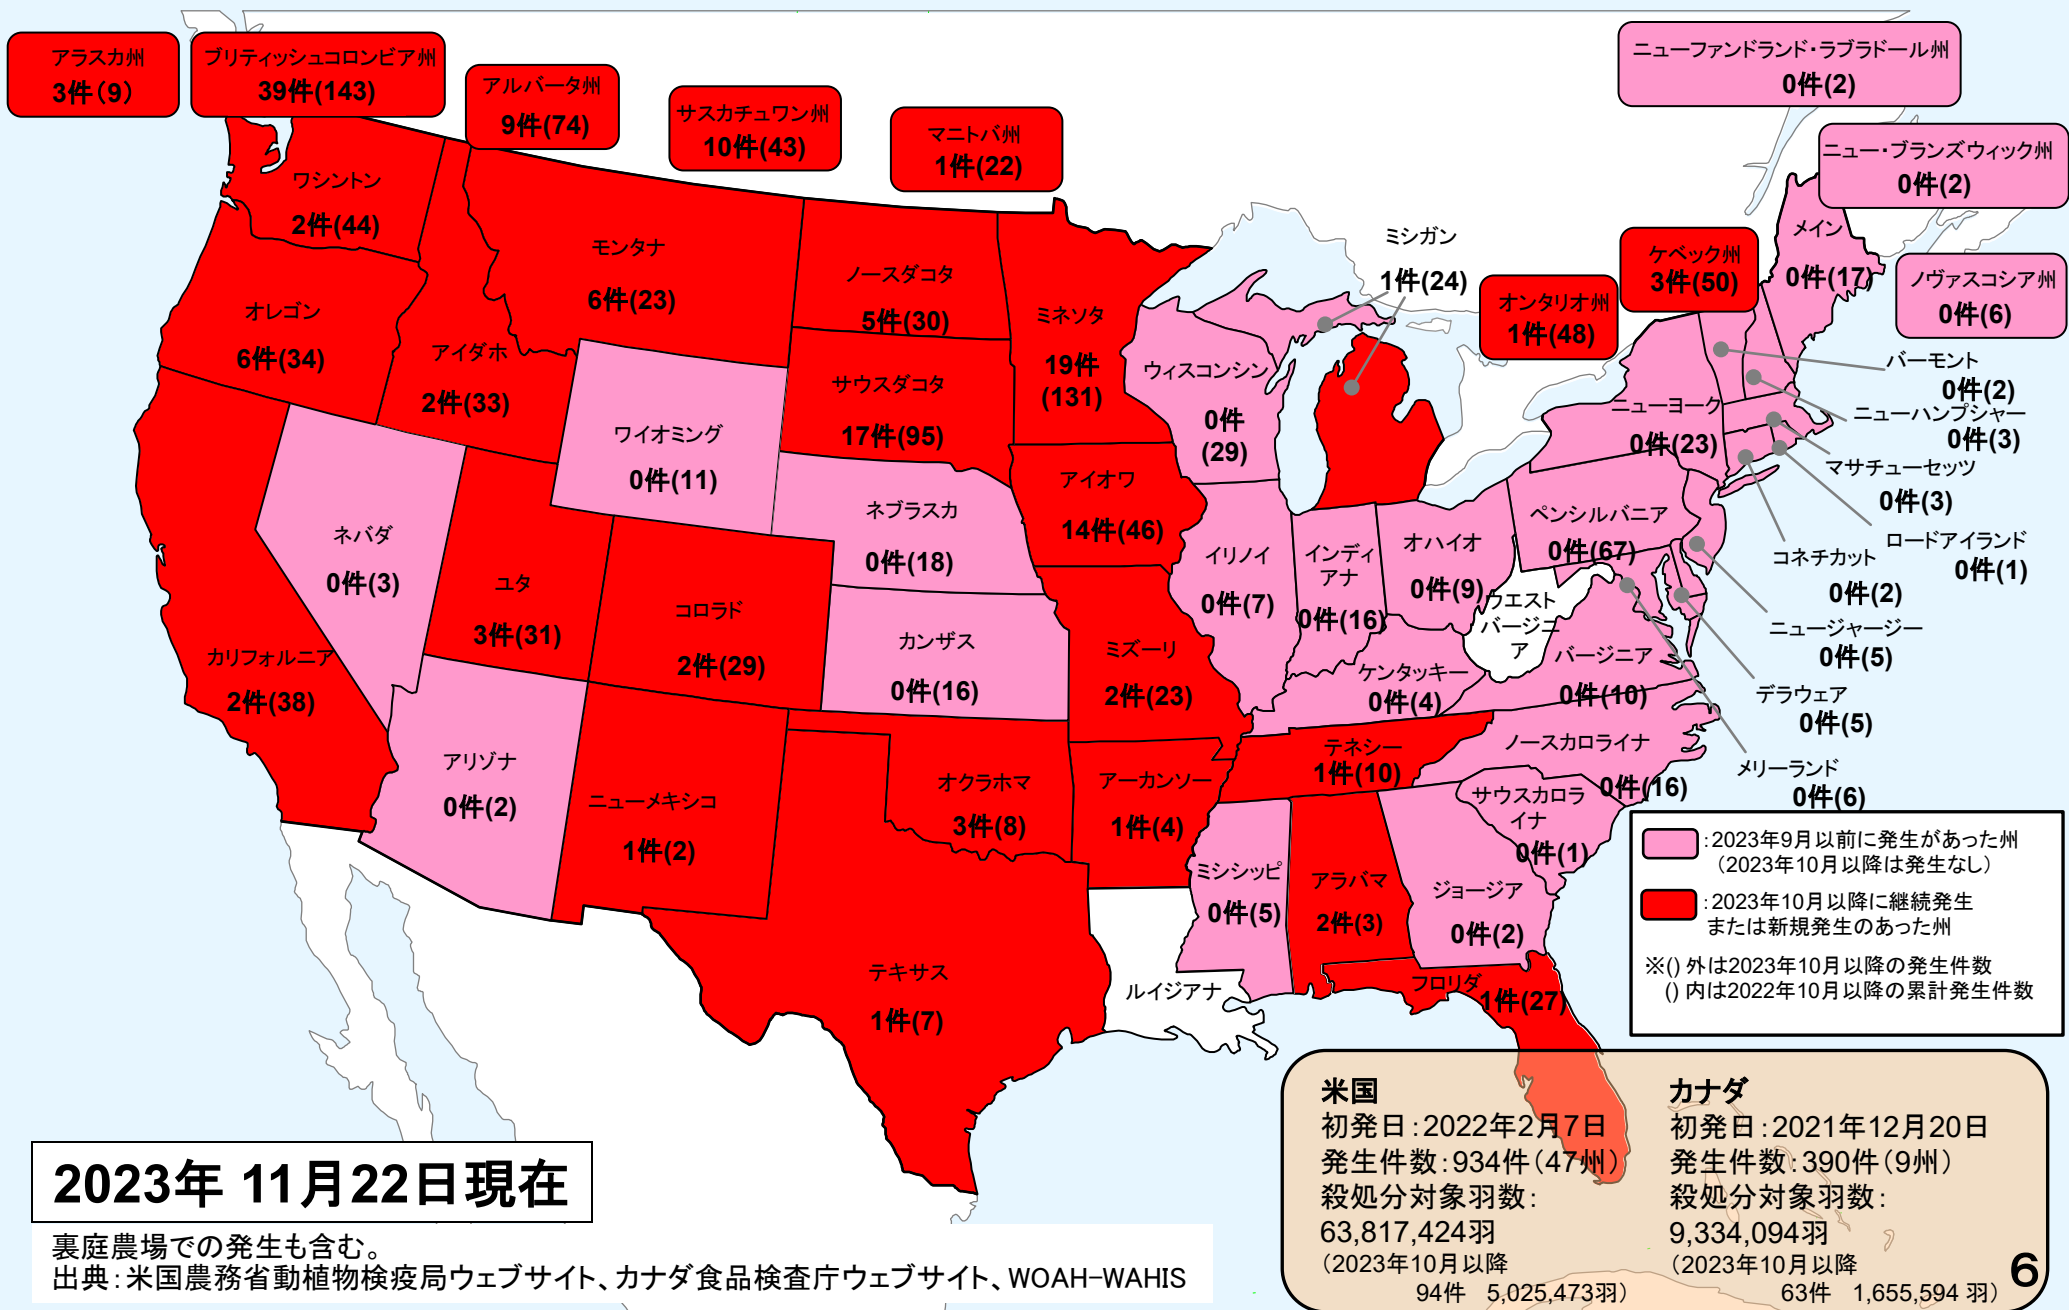 アラスカ州
3件(9)
ブリティッシュコロンビア州
39件(143)
アルバータ州
9件(74)
サスカチュワン州
10件(43)
マニトバ州
1件(22)
ニューファンドランド・ラブラドール州
0件(2)
ニュー・ブランズウィック州
0件(2)
ケベック州
3件(50)
オンタリオ州
1件(48)
ノヴァスコシア州
0件(6)
ワシントン
2件(44)
オレゴン
6件(34)
アイダホ
2件(33)
モンタナ
6件(23)
ノースダコタ
5件(30)
サウスダコタ
17件(95)
ミネソタ
19件
(131)
ウィスコンシン
0件
(29)
ミシガン
1件(24)
メイン
0件(17)
バーモント
0件(2)
ニューハンプシャー
0件(3)
マサチューセッツ
0件(3)
ロードアイランド
0件(1)
コネチカット
0件(2)
ニュージャージー
0件(5)
デラウェア
0件(5)
メリーランド
0件(6)
ニューヨーク
0件(23)
ペンシルバニア
0件(67)
ワイオミング
0件(11)
ネブラスカ
0件(18)
アイオワ
14件(46)
イリノイ
0件(7)
インディ
アナ
0件(16)
オハイオ
0件(9)
ウエスト
バージニ
ア
バージニア
0件(10)
ケンタッキー
0件(4)
ネバダ
0件(3)
ユタ
3件(31)
コロラド
2件(29)
カンザス
0件(16)
ミズーリ
2件(23)
カリフォルニア
2件(38)
アリゾナ
0件(2)
ニューメキシコ
1件(2)
オクラホマ
3件(8)
アーカンソー
1件(4)
テネシー
1件(10)
ノースカロライナ
0件(16)
サウスカロラ
イナ
0件(1)
ミシシッピ
0件(5)
アラバマ
2件(3)
ジョージア
0件(2)
テキサス
1件(7)
ルイジアナ
フロリダ
1件(27)
:2023年9月以前に発生があった州
(2023年10月以降は発生なし)
:2023年10月以降に継続発生
または新規発生のあった州
※()外は2023年10月以降の発生件数
()内は2022年10月以降の累計発生件数
米国
初発日:2022年2月7日
発生件数:934件(47州)
殺処分対象羽数:
63,817,424羽
(2023年10月以降
94件 5,025,473羽)
カナダ
初発日:2021年12月20日
発生件数:390件(9州)
殺処分対象羽数:
9,334,094羽
(2023年10月以降
63件 1,655,594 羽)
2023年 11月22日現在
裏庭農場での発生も含む。
出典:米国農務省動植物検疫局ウェブサイト、カナダ食品検査庁ウェブサイト、WOAH-WAHIS
6